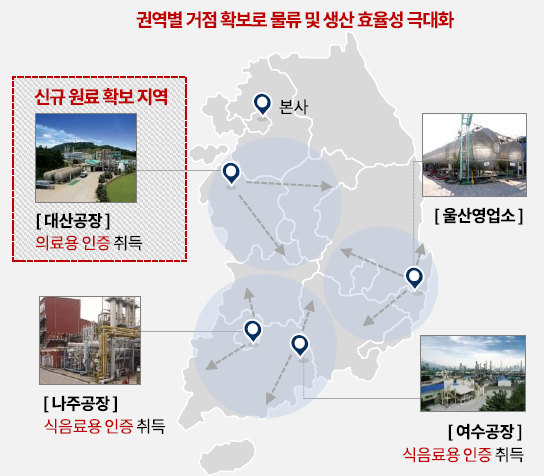 권역별 거점 확보로 물류 및 생산 효율성 극대화
신규 원료 확보 지역
본사
[ 대산공장 ]
의료용 인증 취득
[ 울산영업소 ]
[ 나주공장 ]
식음료용 인증 취득
[ 여수공장 ]
식음료용 인증 취득